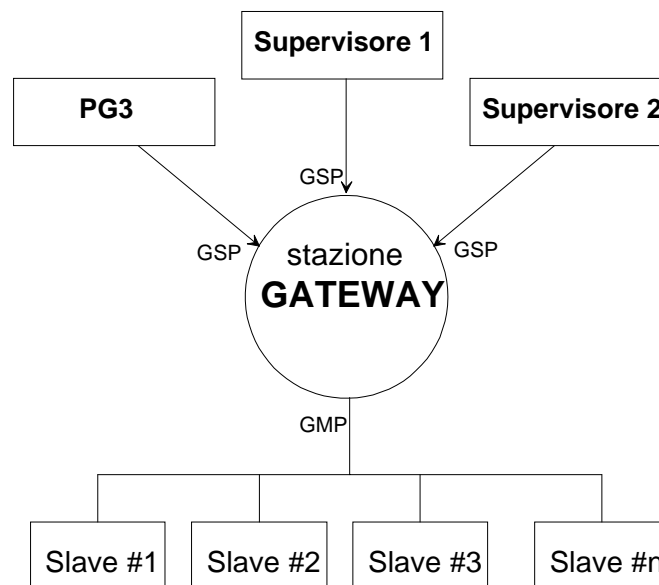 Supervisore 1
PG3
Supervisore 2
GSP
GSP
GSP
stazione
GATEWAY
GMP
Slave #1
Slave #2
Slave #3
Slave #n